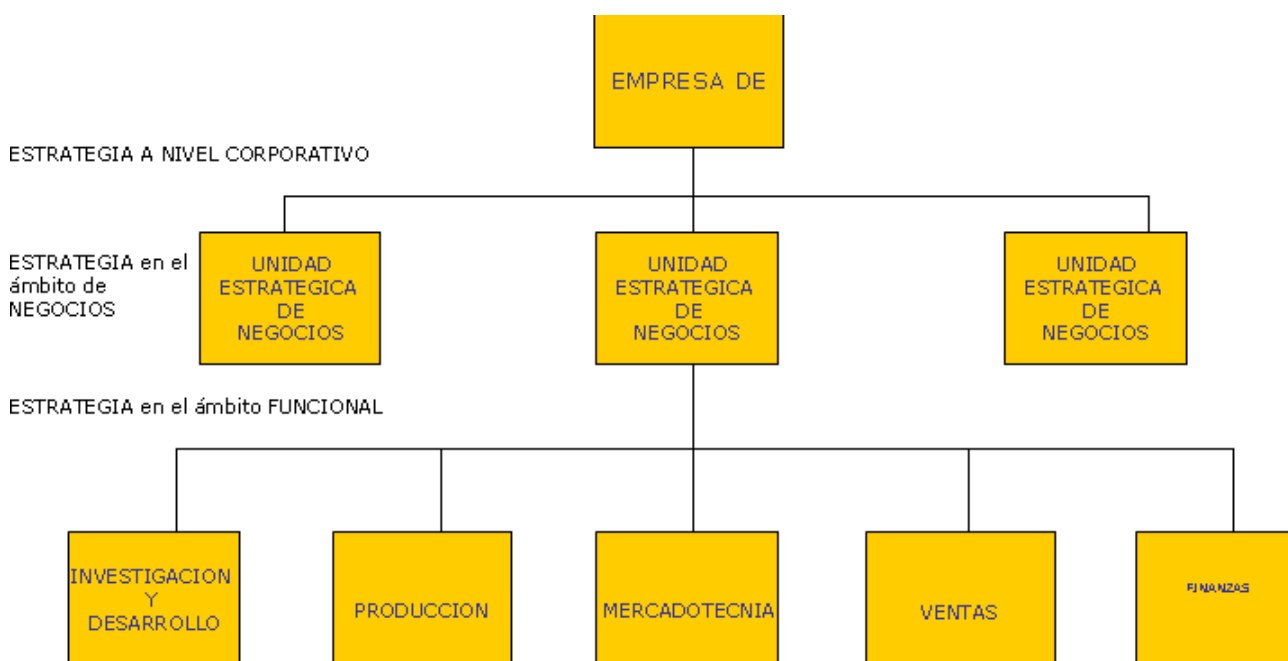 EMPRESA DE
ESTRATEGIA A NIVEL CORPORATIVO
ESTRATEGIA en el
ámbito de
NEGOCIOS
UNIDAD
ESTRATEGICA
DE
NEGOCIOS
UNIDAD
ESTRATEGICA
DE
NEGOCIOS
UNIDAD
ESTRATEGICA
DE
NEGOCIOS
ESTRATEGIA en el ámbito FUNCIONAL
INVESTIGACION
Y
DESARROLLO
PRODUCCION
MERCADOTECNIA
VENTAS
FINANZAS